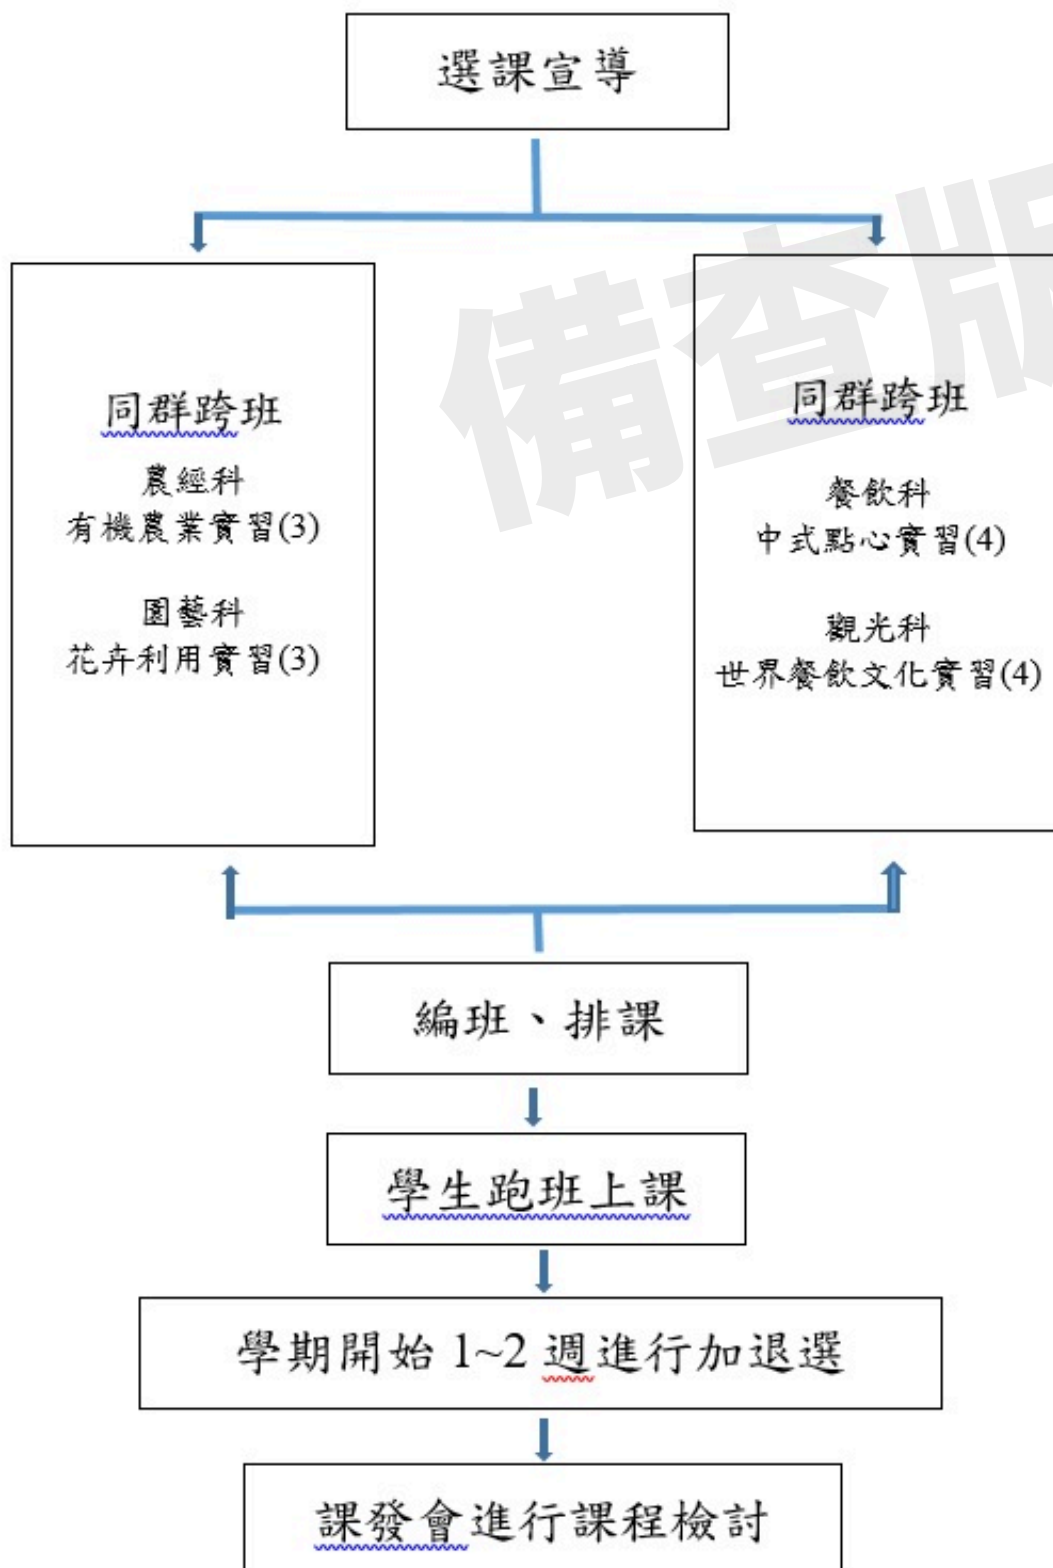 選課宣導
備查版
同群跨班
農經科
有機農業實習(3)
園藝科
花卉利用實習(3)
同群跨班
餐飲科
中式點心實習(4)
觀光科
世界餐飲文化實習(4)
編班、排課
學生跑班上課
學期開始 1~2 週進行加退選
課發會進行課程檢討